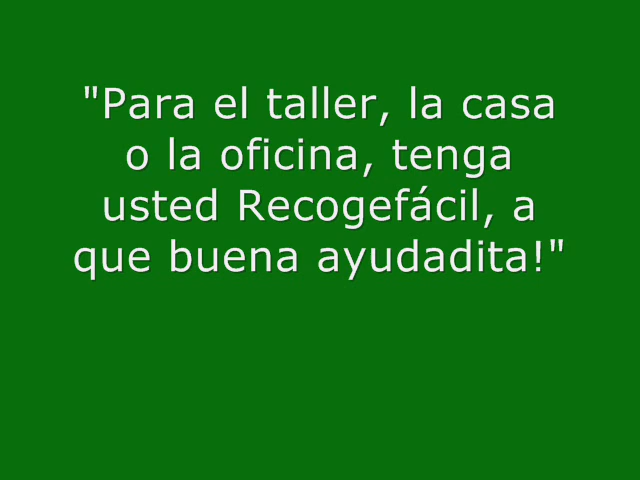 "Para el taller, la casa
o la oficina, tenga
usted Recogefácil, a
que buena ayudadita!"